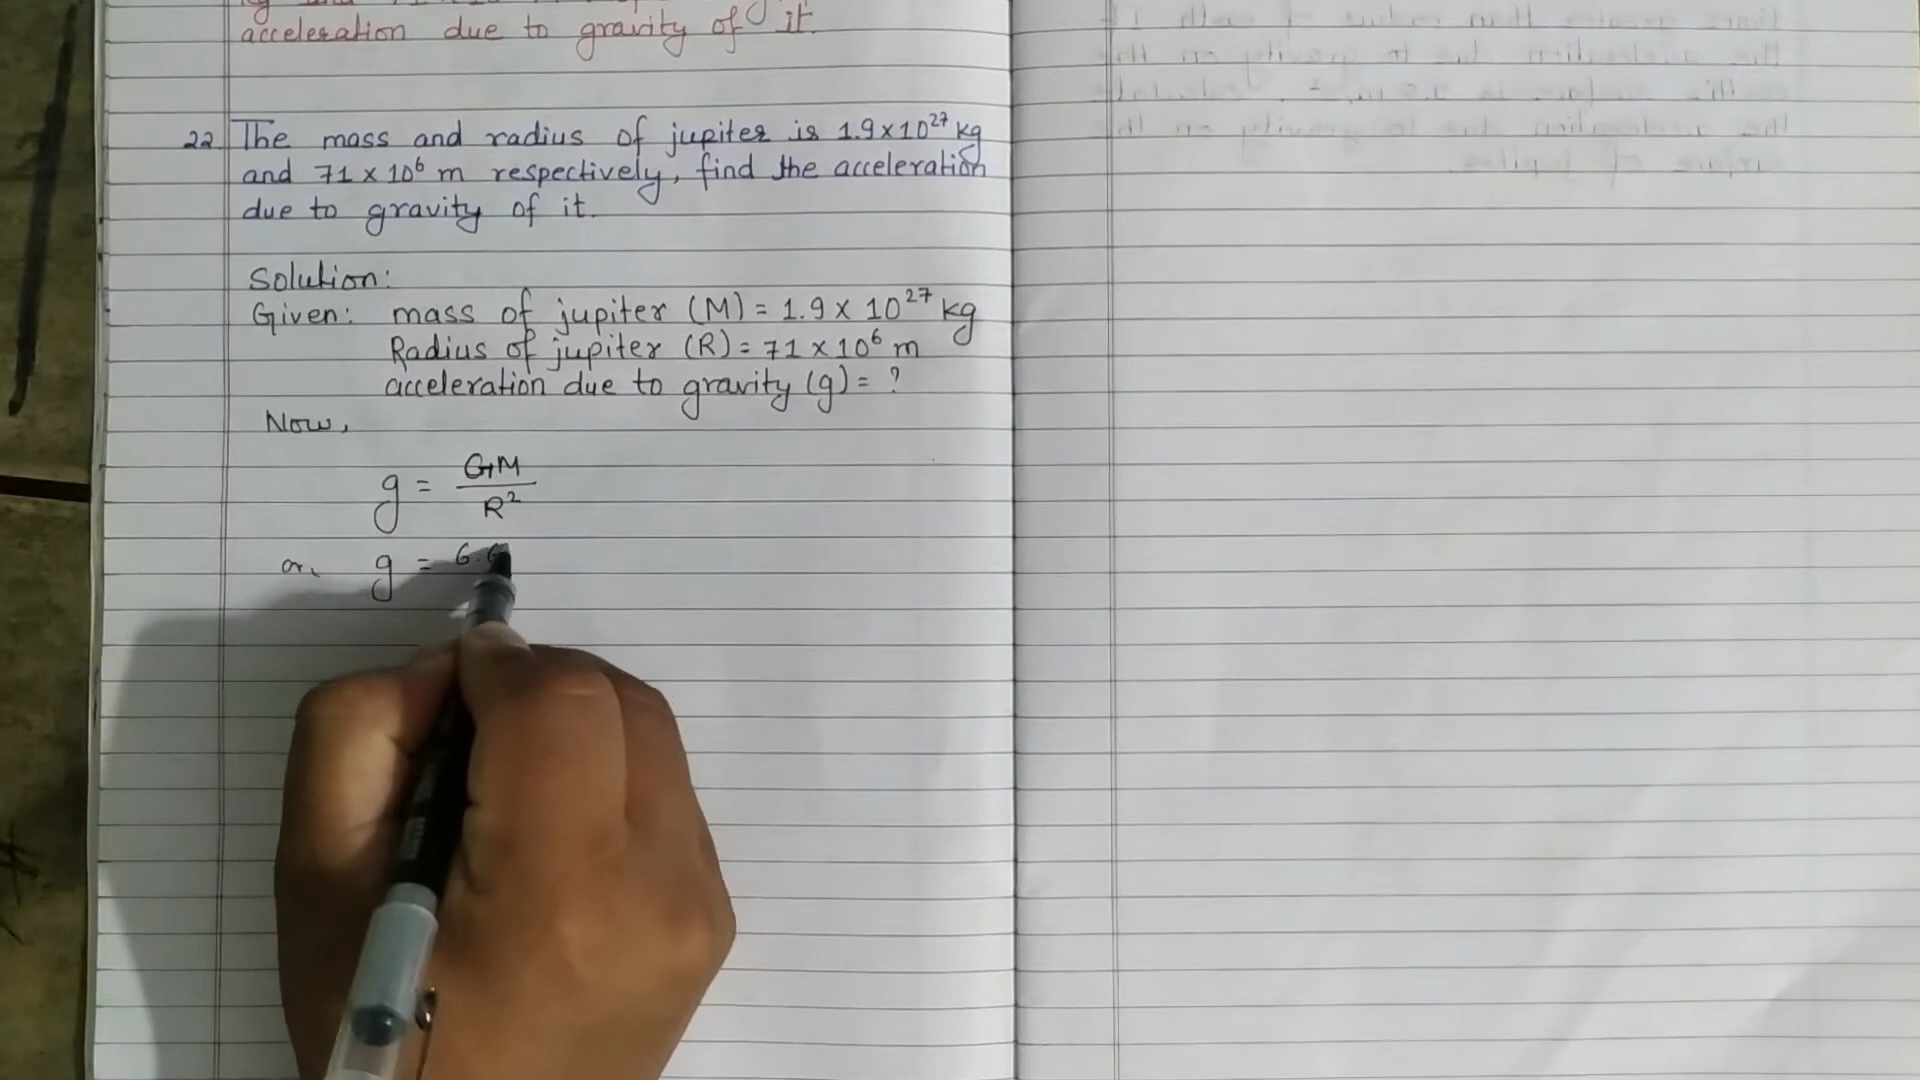 acceleration due to gravity of it.
22 The mass and radius of jupiter is 1.9 x 10²⁷ kg
and 71 x 10⁶ m respectively, find the acceleration
due to gravity of it.
Solution:
Given: mass of jupiter (M) = 1.9 x 10²⁷ kg
Radius of jupiter (R) = 71 x 10⁶ m
acceleration due to gravity (g) = ?
Now,
g = GM
R²
or, g = 6.6